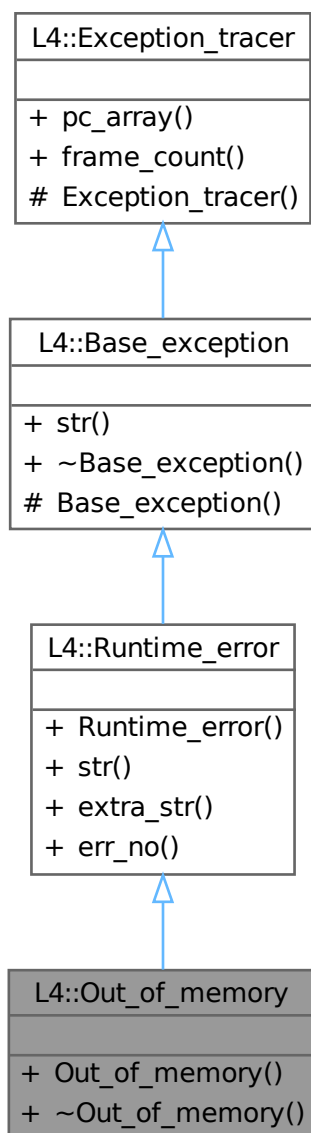 L4::Exception_tracer
+ pc_array()
+ frame_count()
# Exception_tracer()
L4::Base_exception
+ str()
+ ~Base_exception()
# Base_exception()
L4::Runtime_error
+ Runtime_error()
+ str()
+ extra_str()
+ err_no()
L4::Out_of_memory
+ Out_of_memory()
+ ~Out_of_memory()